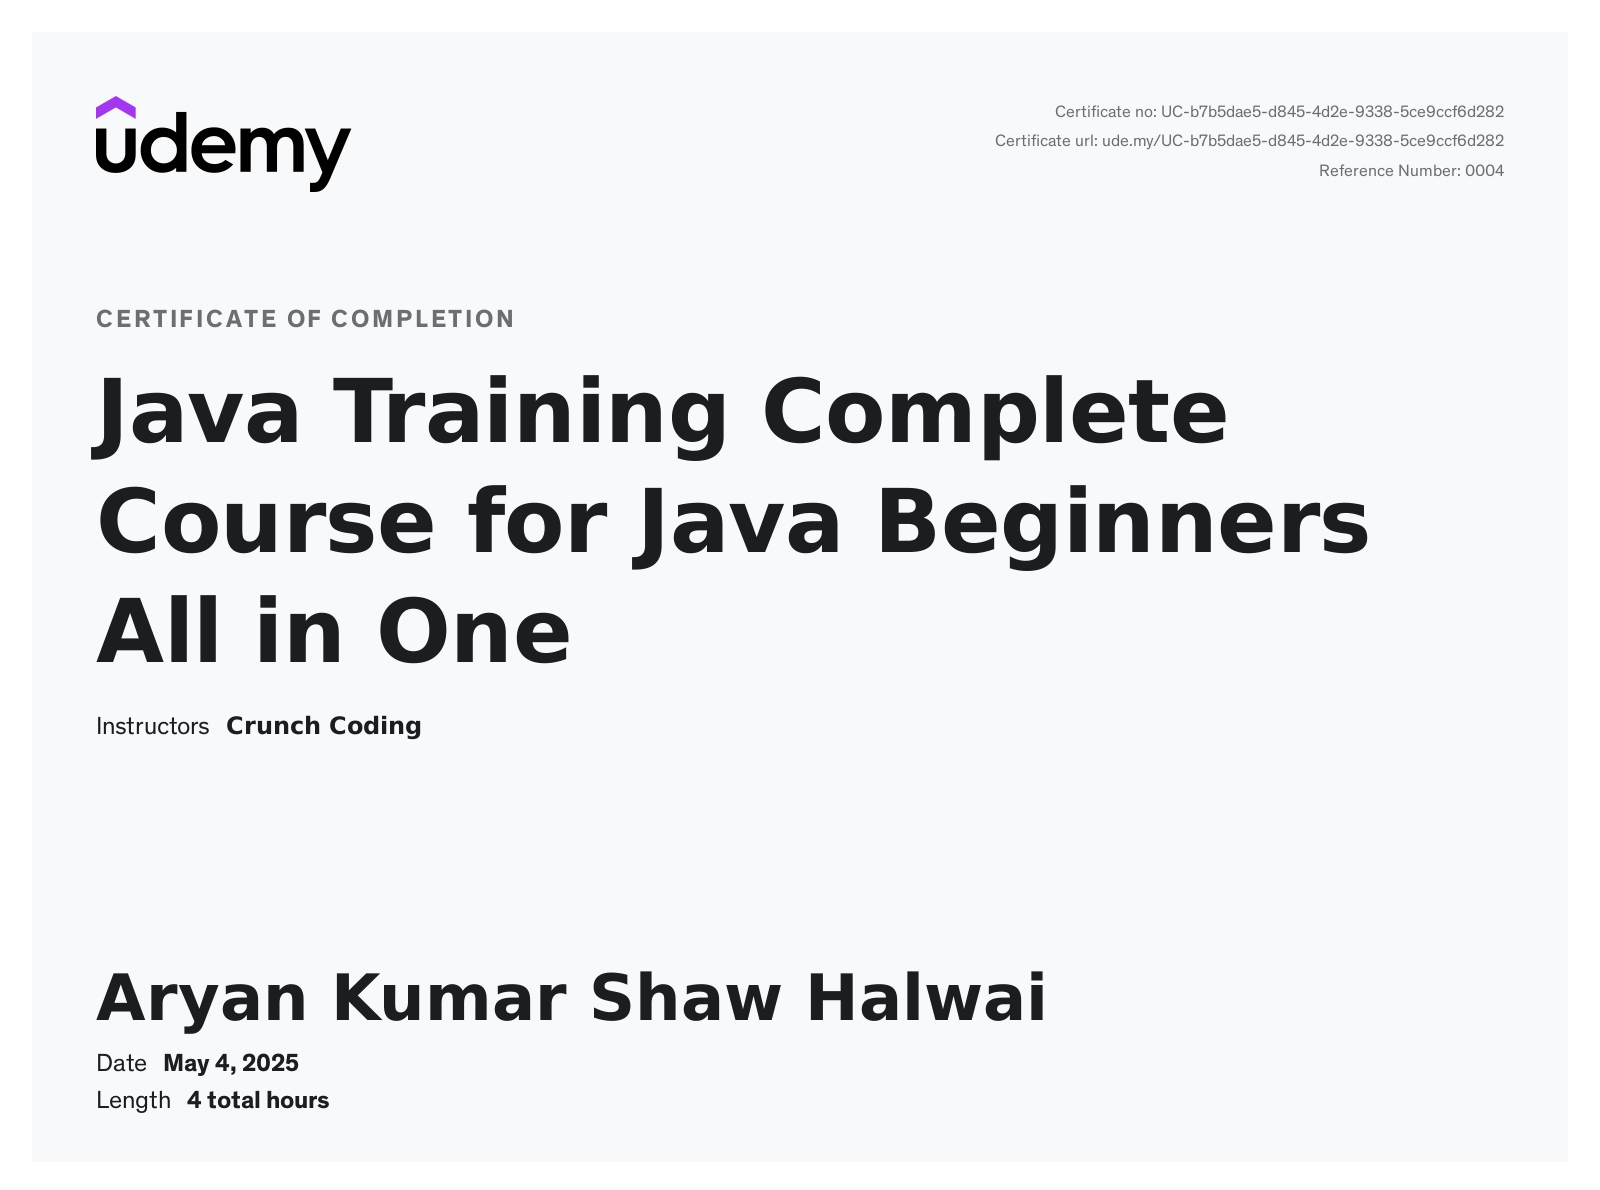 udemy
Certificate no: UC-b7b5dae5-d845-4d2e-9338-5ce9ccf6d282
Certificate url: ude.my/UC-b7b5dae5-d845-4d2e-9338-5ce9ccf6d282
Reference Number: 0004
CERTIFICATE OF COMPLETION
Java Training Complete
Course for Java Beginners
All in One
Instructors Crunch Coding
Aryan Kumar Shaw Halwai
Date May 4, 2025
Length 4 total hours